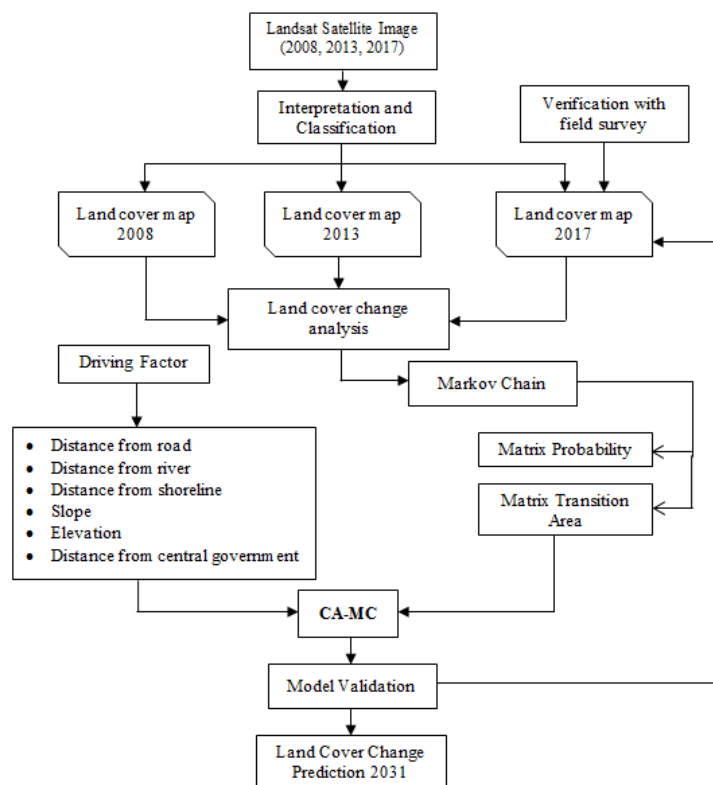 Landsat Satellite Image
(2008, 2013, 2017)
Interpretation and
Classification
Verification with
field survey
Land cover map
2008
Land cover map
2013
Land cover map
2017
Land cover change
analysis
Driving Factor
Markov Chain
• Distance from road
• Distance from river
• Distance from shoreline
• Slope
• Elevation
• Distance from central government
Matrix Probability
Matrix Transition
Area
CA-MC
Model Validation
Land Cover Change
Prediction 2031